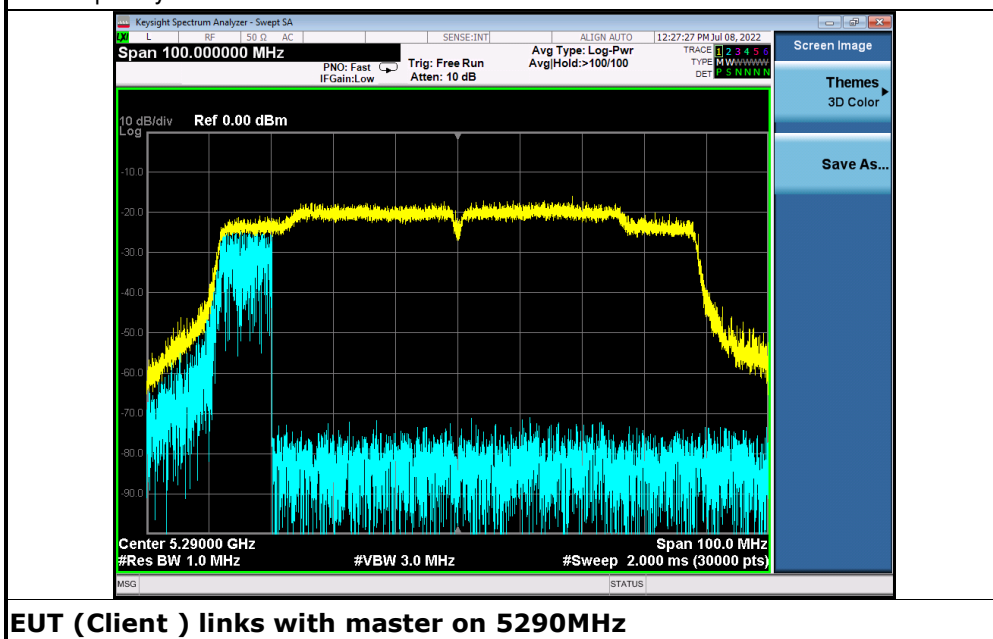 Keysight Spectrum Analyzer - Swept SA
LXI L RF 50 Ω AC SENSE:INT ALIGN AUTO 12:27:27 PM Jul 08, 2022
Span 100.000000 MHz
PNO: Fast
IFGain:Low
Trig: Free Run
Atten: 10 dB
Avg Type: Log-Pwr
Avg|Hold:>100/100
TRACE 1 2 3 4 5 6
TYPE M W W W W W
DET P S N N N N
Screen Image
Themes
3D Color
Save As...
10 dB/div Ref 0.00 dBm
Log
-10.0
-20.0
-30.0
-40.0
-50.0
-60.0
-70.0
-80.0
-90.0
Center 5.29000 GHz Span 100.0 MHz
#Res BW 1.0 MHz #VBW 3.0 MHz #Sweep 2.000 ms (30000 pts)
MSG STATUS
EUT (Client ) links with master on 5290MHz